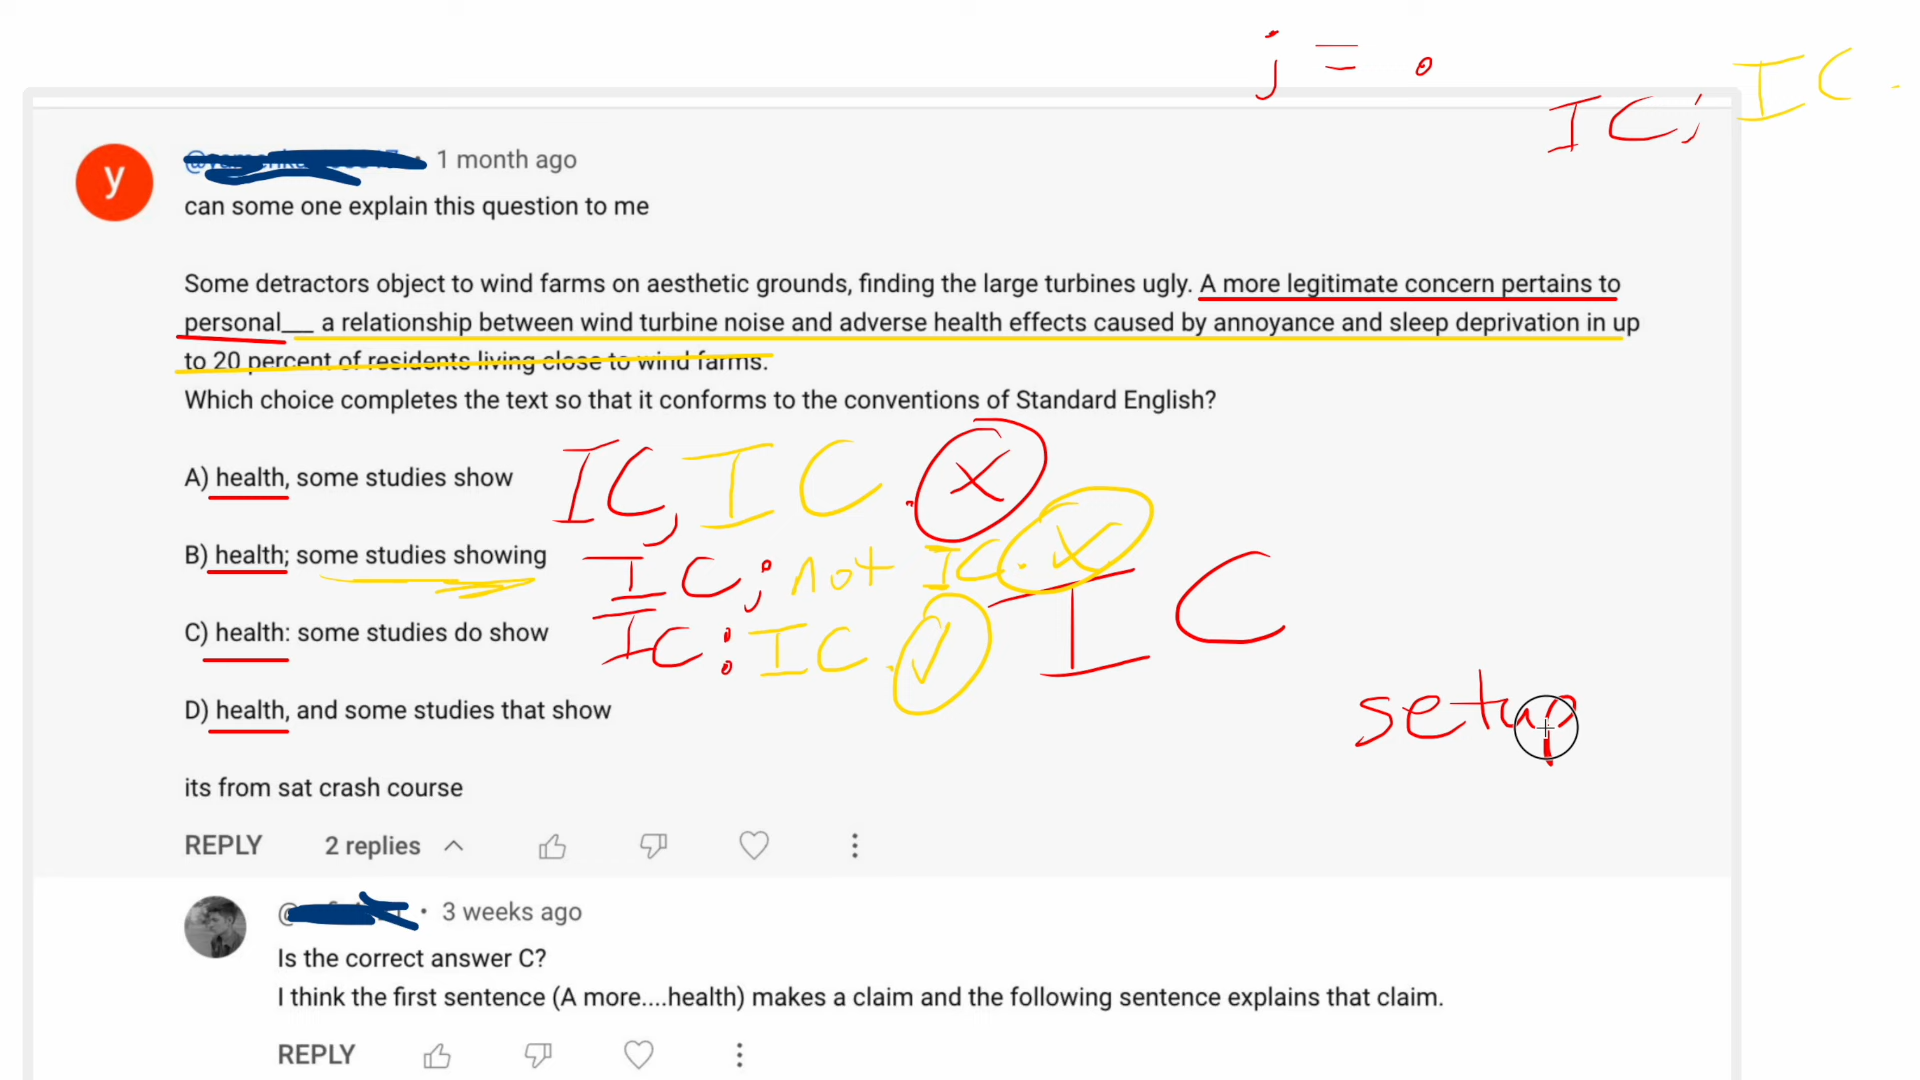 ; = .
IC; IC.
y
1 month ago
can some one explain this question to me
Some detractors object to wind farms on aesthetic grounds, finding the large turbines ugly. A more legitimate concern pertains to
personal___ a relationship between wind turbine noise and adverse health effects caused by annoyance and sleep deprivation in up
to 20 percent of residents living close to wind farms.
Which choice completes the text so that it conforms to the conventions of Standard English?
A) health, some studies show IC, IC. X
B) health; some studies showing IC; not IC. X
C) health: some studies do show IC: IC. ✓
IC
setup
D) health, and some studies that show
its from sat crash course
REPLY 2 replies
@ • 3 weeks ago
Is the correct answer C?
I think the first sentence (A more....health) makes a claim and the following sentence explains that claim.
REPLY